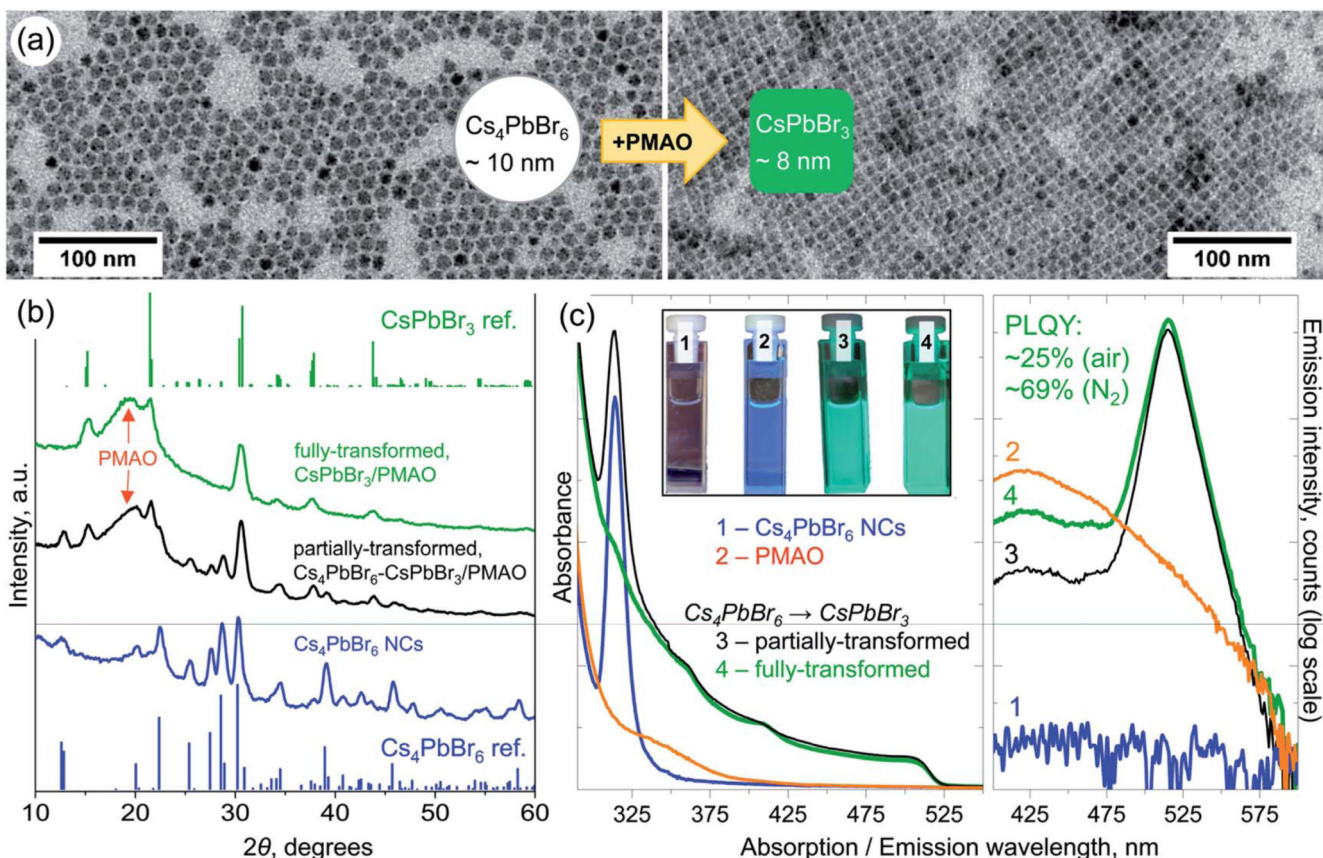 (a)
Cs₄PbBr₆
~ 10 nm
+PMAO
CsPbBr₃
~ 8 nm
100 nm
100 nm
(b)
CsPbBr₃ ref.
PMAO
fully-transformed,
CsPbBr₃/PMAO
partially-transformed,
Cs₄PbBr₆-CsPbBr₃/PMAO
Cs₄PbBr₆ NCs
Cs₄PbBr₆ ref.
Intensity, a.u.
10 20 30 40 50 60
2θ, degrees
(c)
1 2 3 4
1 – Cs₄PbBr₆ NCs
2 – PMAO
Cs₄PbBr₆ → CsPbBr₃
3 – partially-transformed
4 – fully-transformed
Absorbance
325 375 425 475 525
PLQY:
~25% (air)
~69% (N₂)
2
4
3
1
425 475 525 575
Emission intensity, counts (log scale)
Absorption / Emission wavelength, nm